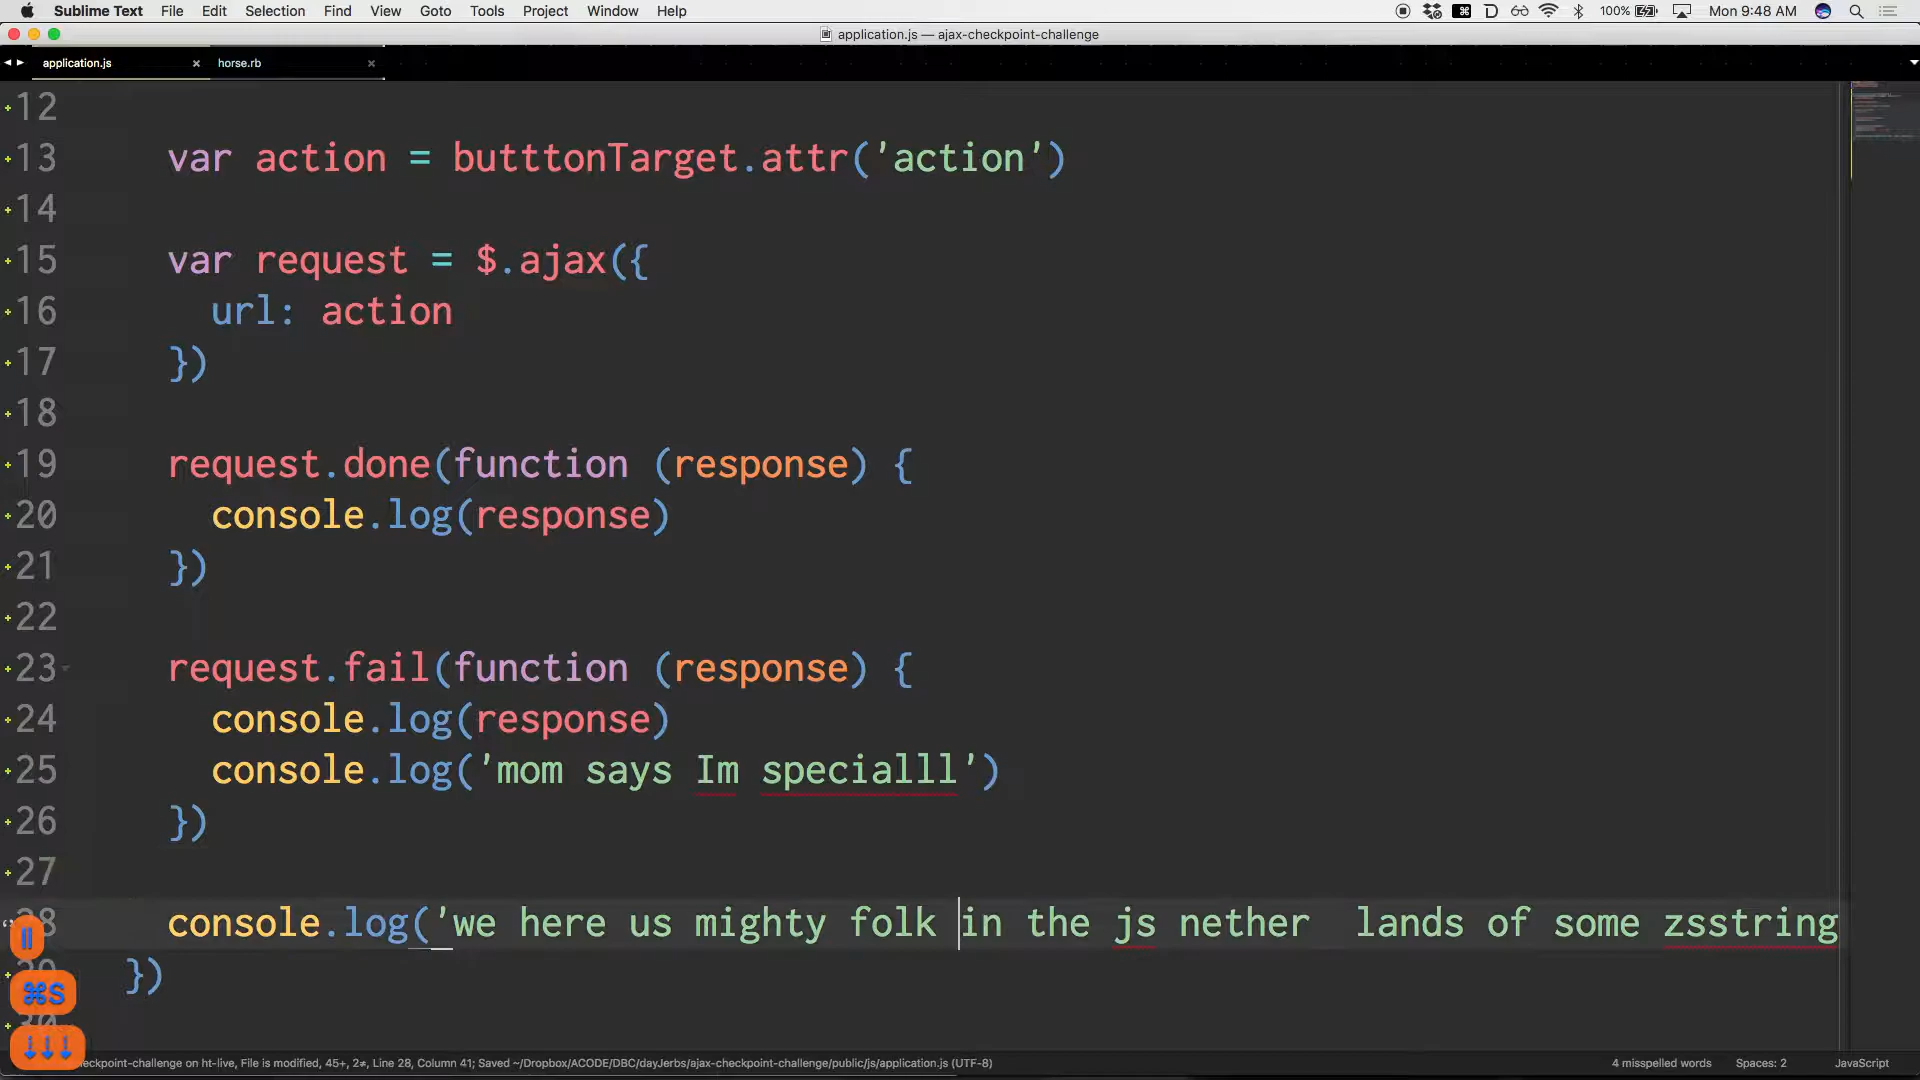 Sublime Text File Edit Selection Find View Goto Tools Project Window Help 100% Mon 9:48 AM
application.js — ajax-checkpoint-challenge
application.js × horse.rb ×
12
13 var action = butttonTarget.attr('action')
14
15 var request = $.ajax({
16 url: action
17 })
18
19 request.done(function (response) {
20 console.log(response)
21 })
22
23 request.fail(function (response) {
24 console.log(response)
25 console.log('mom says Im specialll')
26 })
27
28 console.log('we here us mighty folk in the js nether  lands of some zsstring
29 })
30
⌘S
↓↓↓
eckpoint-challenge on ht-live, File is modified, 45+, 2≠, Line 28, Column 41; Saved ~/Dropbox/ACODE/DBC/dayJerbs/ajax-checkpoint-challenge/public/js/application.js (UTF-8) 4 misspelled words Spaces: 2 JavaScript